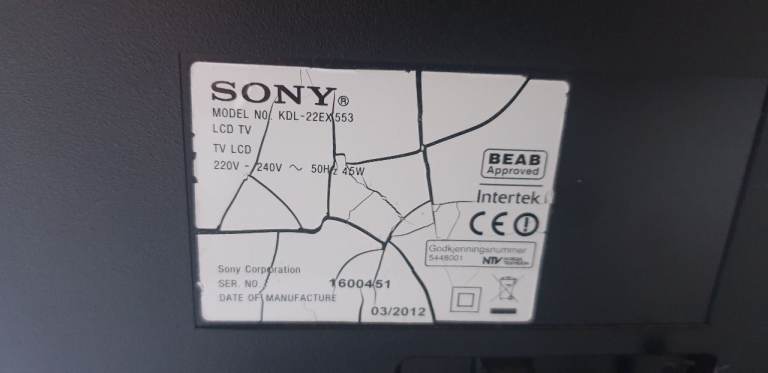 SONY®
MODEL NO. KDL-22EX553
LCD TV
TV LCD
220V - 240V ~ 50Hz 45W
BEAB
Approved
Intertek
CE
Godkjenningsnummer
5448001 NTV
Sony Corporation
SER. NO. 1600451
DATE OF MANUFACTURE
03/2012